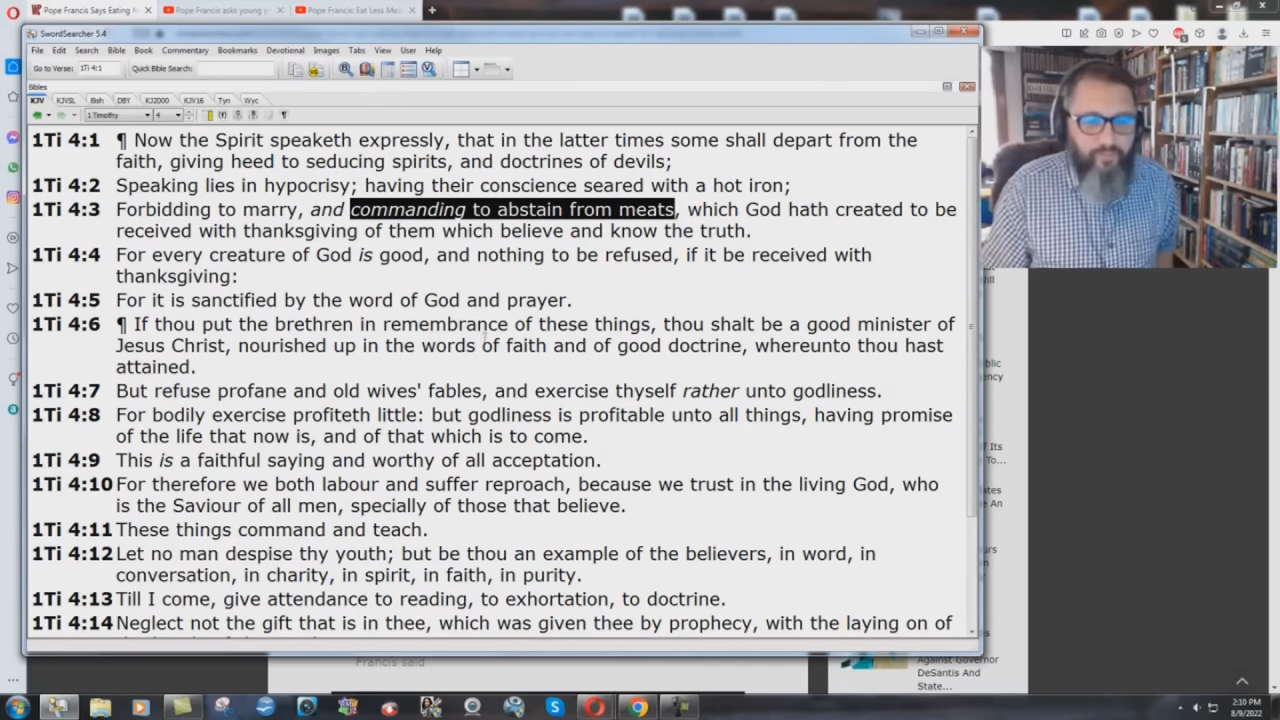 Pope Francis Says Eating M
Pope Francis asks young p
Pope Francis: Eat Less Me
SwordSearcher 5.4
File Edit Search Bible Book Commentary Bookmarks Devotional Images Tabs View User Help
Go to Verse: 1Ti 4:1 Quick Bible Search:
Bibles
KJV KJVSL Bish DBY KJ2000 KJV16 Tyn Wyc
1 Timothy 4
1Ti 4:1 ¶ Now the Spirit speaketh expressly, that in the latter times some shall depart from the
faith, giving heed to seducing spirits, and doctrines of devils;
1Ti 4:2 Speaking lies in hypocrisy; having their conscience seared with a hot iron;
1Ti 4:3 Forbidding to marry, and commanding to abstain from meats, which God hath created to be
received with thanksgiving of them which believe and know the truth.
1Ti 4:4 For every creature of God is good, and nothing to be refused, if it be received with
thanksgiving:
1Ti 4:5 For it is sanctified by the word of God and prayer.
1Ti 4:6 ¶ If thou put the brethren in remembrance of these things, thou shalt be a good minister of
Jesus Christ, nourished up in the words of faith and of good doctrine, whereunto thou hast
attained.
1Ti 4:7 But refuse profane and old wives' fables, and exercise thyself rather unto godliness.
1Ti 4:8 For bodily exercise profiteth little: but godliness is profitable unto all things, having promise
of the life that now is, and of that which is to come.
1Ti 4:9 This is a faithful saying and worthy of all acceptation.
1Ti 4:10 For therefore we both labour and suffer reproach, because we trust in the living God, who
is the Saviour of all men, specially of those that believe.
1Ti 4:11 These things command and teach.
1Ti 4:12 Let no man despise thy youth; but be thou an example of the believers, in word, in
conversation, in charity, in spirit, in faith, in purity.
1Ti 4:13 Till I come, give attendance to reading, to exhortation, to doctrine.
1Ti 4:14 Neglect not the gift that is in thee, which was given thee by prophecy, with the laying on of
Francis said
Against Governor
DeSantis And
State...
2:10 PM
8/9/2022